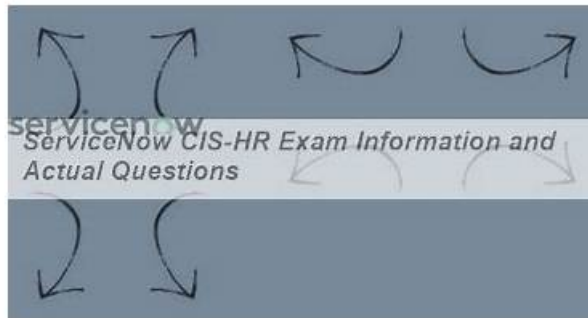 servicenow
ServiceNow CIS-HR Exam Information and
Actual Questions